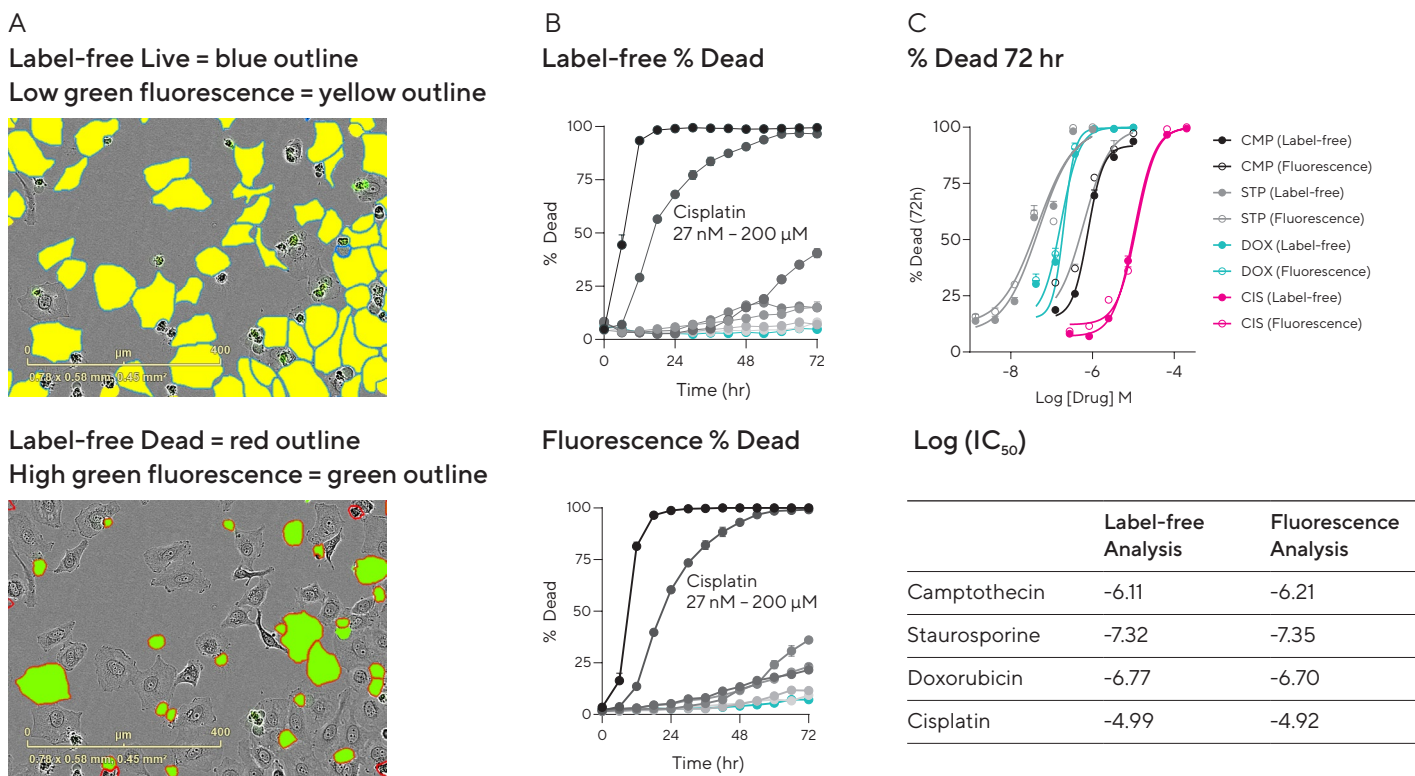 A
Label-free Live = blue outline
Low green fluorescence = yellow outline
0
µm
400
0.78 x 0.58 mm, 0.45 mm²
Label-free Dead = red outline
High green fluorescence = green outline
0
µm
400
0.78 x 0.58 mm, 0.45 mm²
B
Label-free % Dead
% Dead
100
75
50
25
0
Cisplatin
27 nM – 200 µM
0
24
48
72
Time (hr)
Fluorescence % Dead
% Dead
100
75
50
25
0
Cisplatin
27 nM – 200 µM
0
24
48
72
Time (hr)
C
% Dead 72 hr
% Dead (72h)
100
75
50
25
0
-8
-6
-4
Log [Drug] M
CMP (Label-free)
CMP (Fluorescence)
STP (Label-free)
STP (Fluorescence)
DOX (Label-free)
DOX (Fluorescence)
CIS (Label-free)
CIS (Fluorescence)
Log (IC₅₀)
Label-free Analysis
Fluorescence Analysis
Camptothecin -6.11 -6.21
Staurosporine -7.32 -7.35
Doxorubicin -6.77 -6.70
Cisplatin -4.99 -4.92